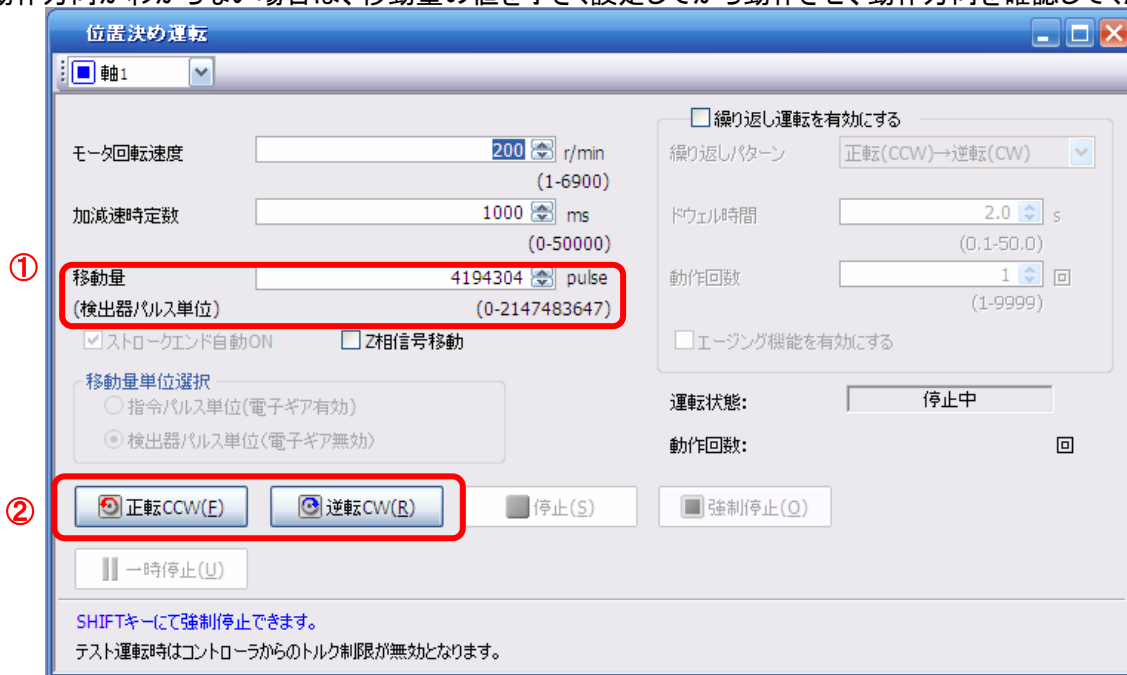 位置決め運転
軸1
モータ回転速度 200 r/min
(1-6900)
加減速時定数 1000 ms
(0-50000)
①
移動量 4194304 pulse
(検出器パルス単位) (0-2147483647)
ストロークエンド自動ON Z相信号移動
移動量単位選択
指令パルス単位(電子ギア有効)
検出器パルス単位(電子ギア無効)
繰り返し運転を有効にする
繰り返しパターン 正転(CCW)→逆転(CW)
ドウェル時間 2.0 s
(0.1-50.0)
動作回数 1 回
(1-9999)
エージング機能を有効にする
運転状態: 停止中
動作回数: 回
②
正転CCW(F) 逆転CW(R) 停止(S) 強制停止(O)
一時停止(U)
SHIFTキーにて強制停止できます。
テスト運転時はコントローラからのトルク制限が無効となります。